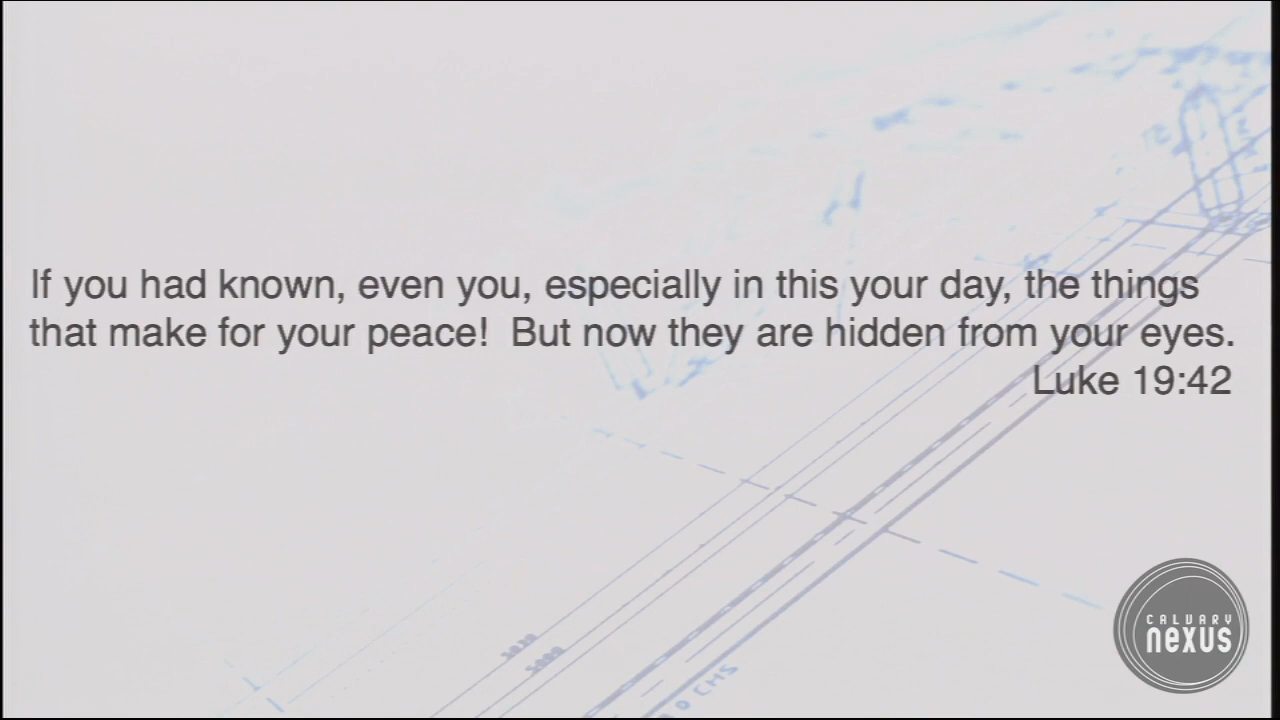 If you had known, even you, especially in this your day, the things
that make for your peace!  But now they are hidden from your eyes.
Luke 19:42
CALVARY
nexus
CMS